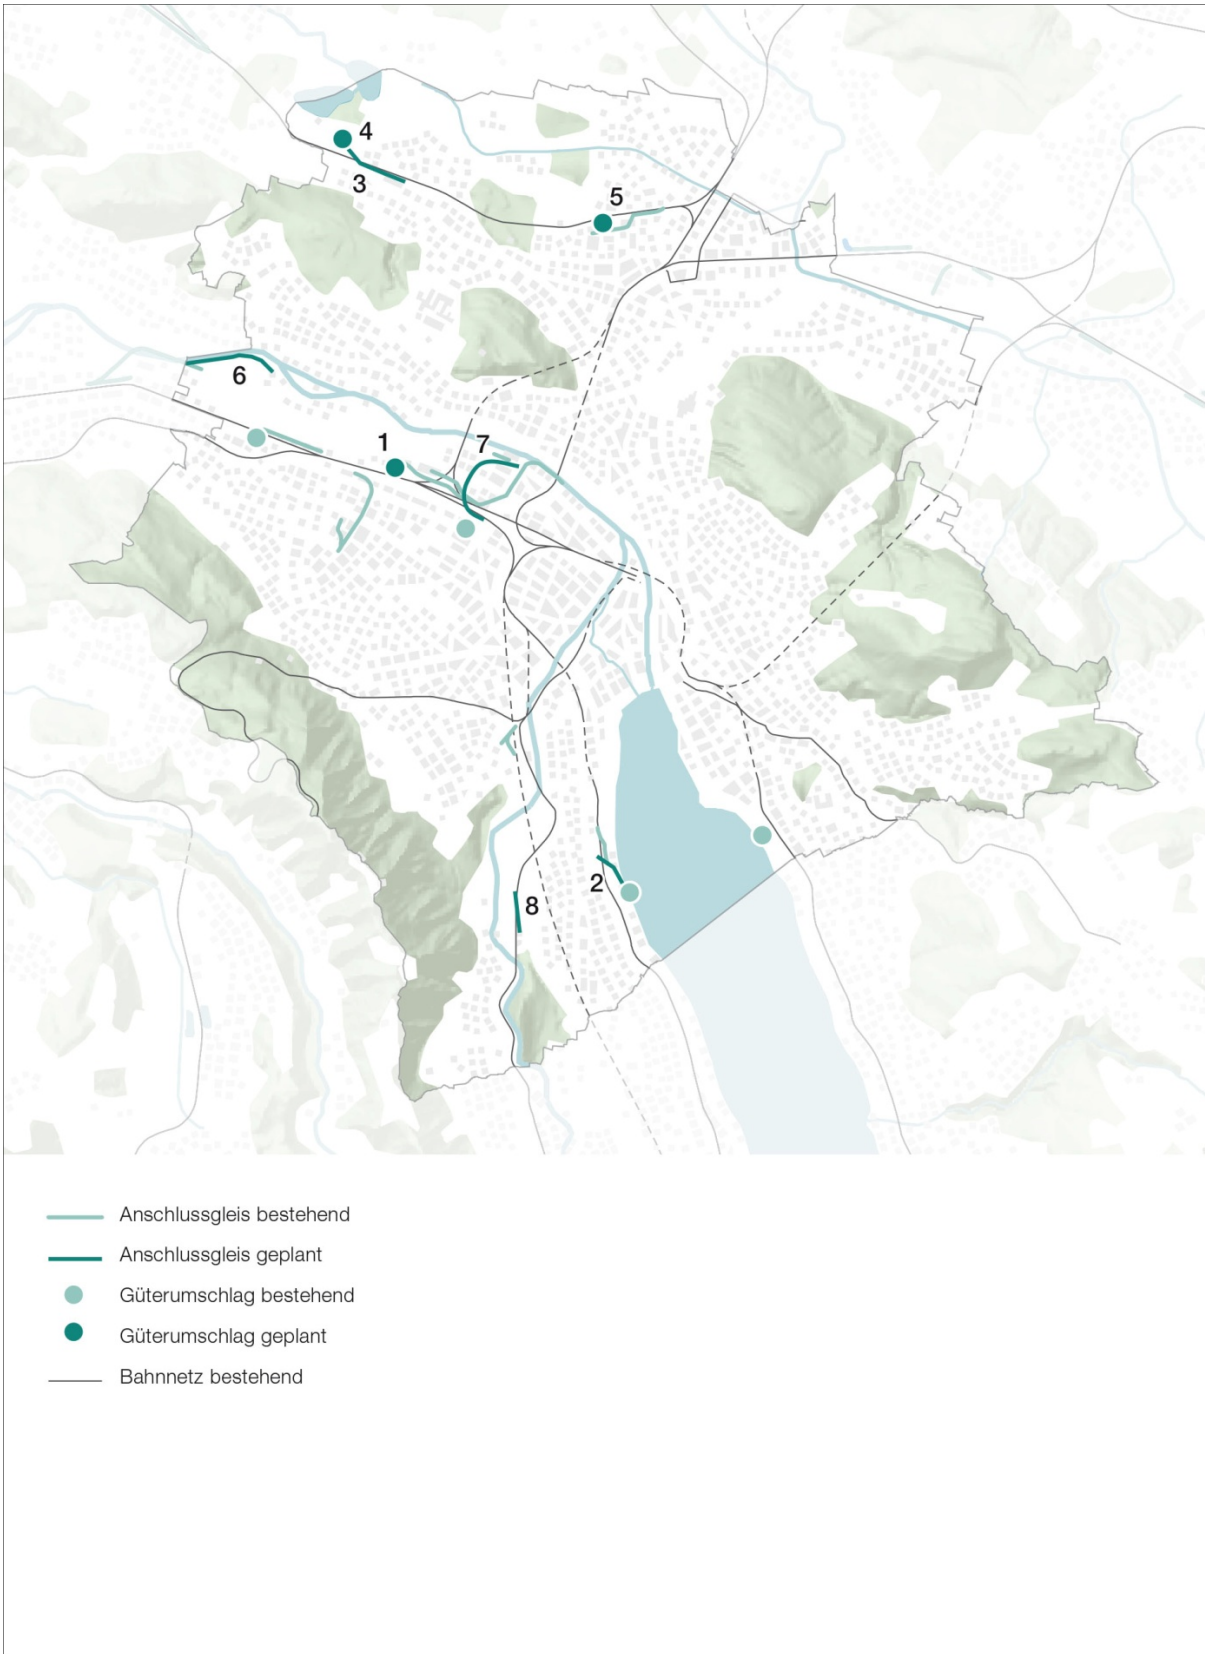 4
3
5
6
1
7
2
8
Anschlussgleis bestehend
Anschlussgleis geplant
Güterumschlag bestehend
Güterumschlag geplant
Bahnnetz bestehend